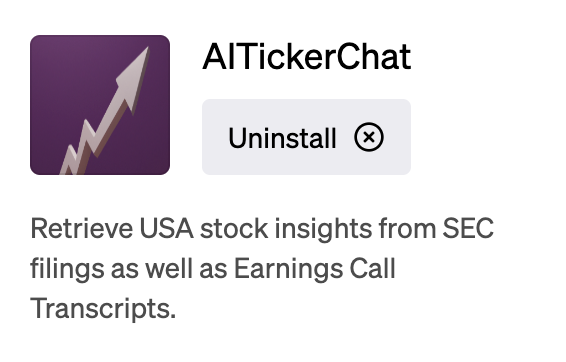 AITickerChat
Uninstall
Retrieve USA stock insights from SEC
filings as well as Earnings Call
Transcripts.